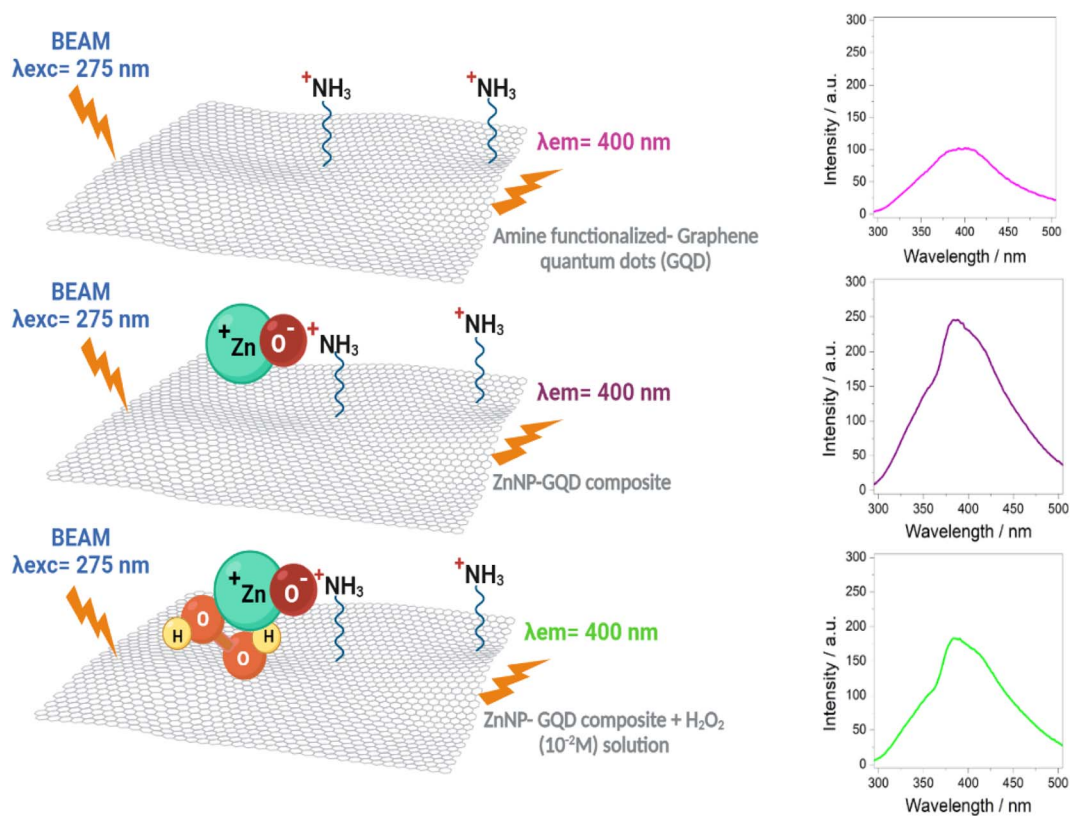 BEAM
λexc= 275 nm
+NH₃
+NH₃
λem= 400 nm
Amine functionalized- Graphene
quantum dots (GQD)
300
250
200
150
100
50
0
Intensity / a.u.
300 350 400 450 500
Wavelength / nm
BEAM
λexc= 275 nm
+Zn
O⁻
+NH₃
+NH₃
λem= 400 nm
ZnNP-GQD composite
300
250
200
150
100
50
0
Intensity / a.u.
300 350 400 450 500
Wavelength / nm
BEAM
λexc= 275 nm
+Zn
O⁻
+NH₃
+NH₃
O
H
H
O
λem= 400 nm
ZnNP- GQD composite + H₂O₂
(10⁻²M) solution
300
250
200
150
100
50
0
Intensity / a.u.
300 350 400 450 500
Wavelength / nm